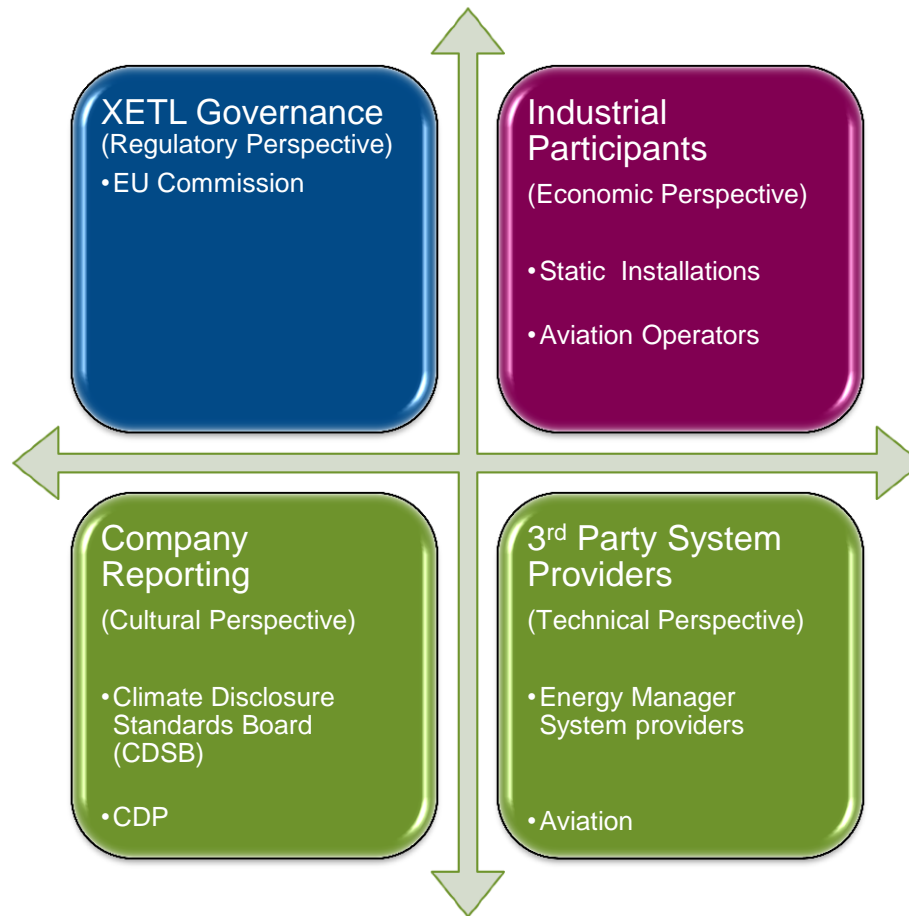 XETL Governance
(Regulatory Perspective)
•EU Commission
Industrial
Participants
(Economic Perspective)
•Static Installations
•Aviation Operators
Company
Reporting
(Cultural Perspective)
•Climate Disclosure
Standards Board
(CDSB)
•CDP
3rd Party System
Providers
(Technical Perspective)
•Energy Manager
System providers
•Aviation